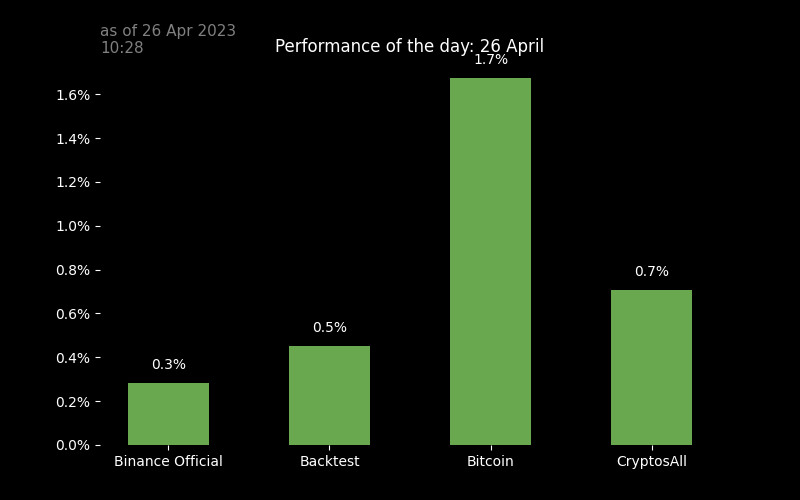 as of 26 Apr 2023
10:28
Performance of the day: 26 April
1.7%
1.6%
1.4%
1.2%
1.0%
0.8%
0.6%
0.4%
0.2%
0.0%
0.3%
0.5%
0.7%
Binance Official
Backtest
Bitcoin
CryptosAll